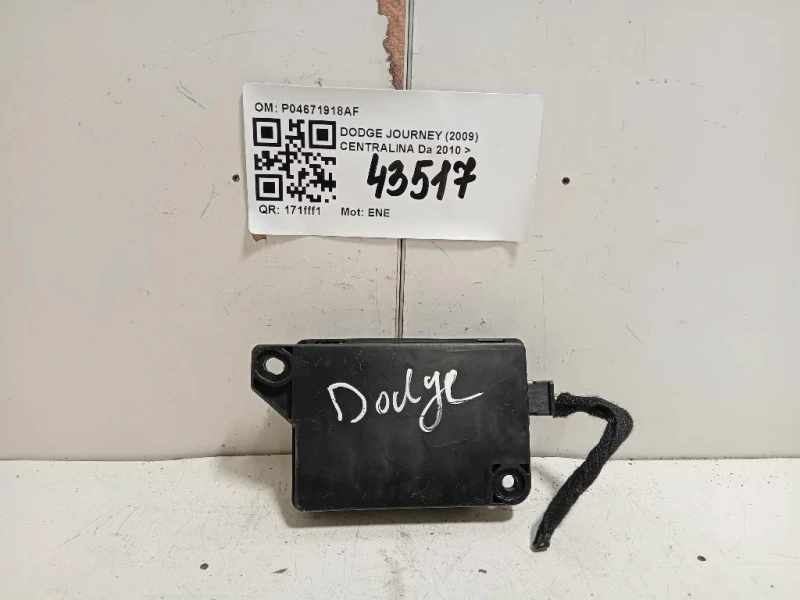 OM: P04671918AF
DODGE JOURNEY (2009)
CENTRALINA Da 2010 >
43517
QR: 171fff1 Mot: ENE
Dodge